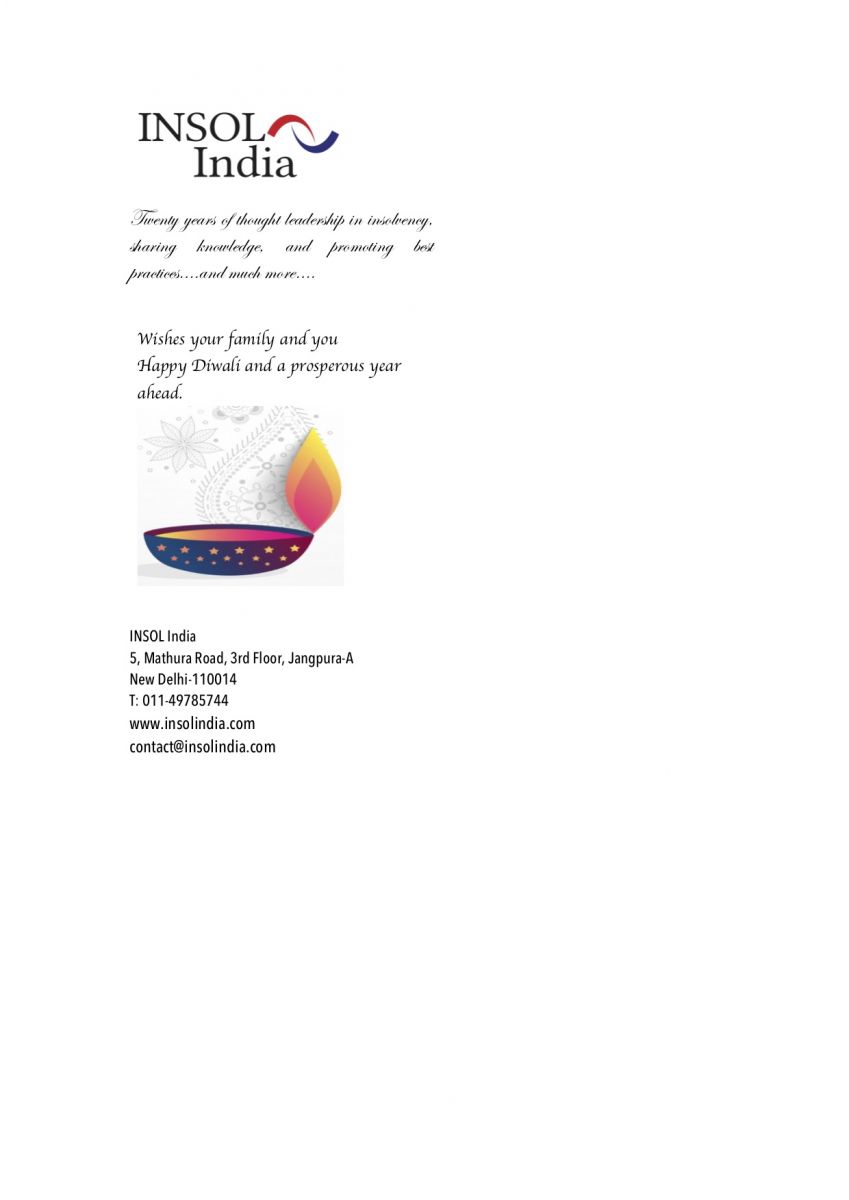 INSOL
India
Twenty years of thought leadership in insolvency,
sharing knowledge, and promoting best
practices....and much more....
Wishes your family and you
Happy Diwali and a prosperous year
ahead.
INSOL India
5, Mathura Road, 3rd Floor, Jangpura-A
New Delhi-110014
T: 011-49785744
www.insolindia.com
contact@insolindia.com